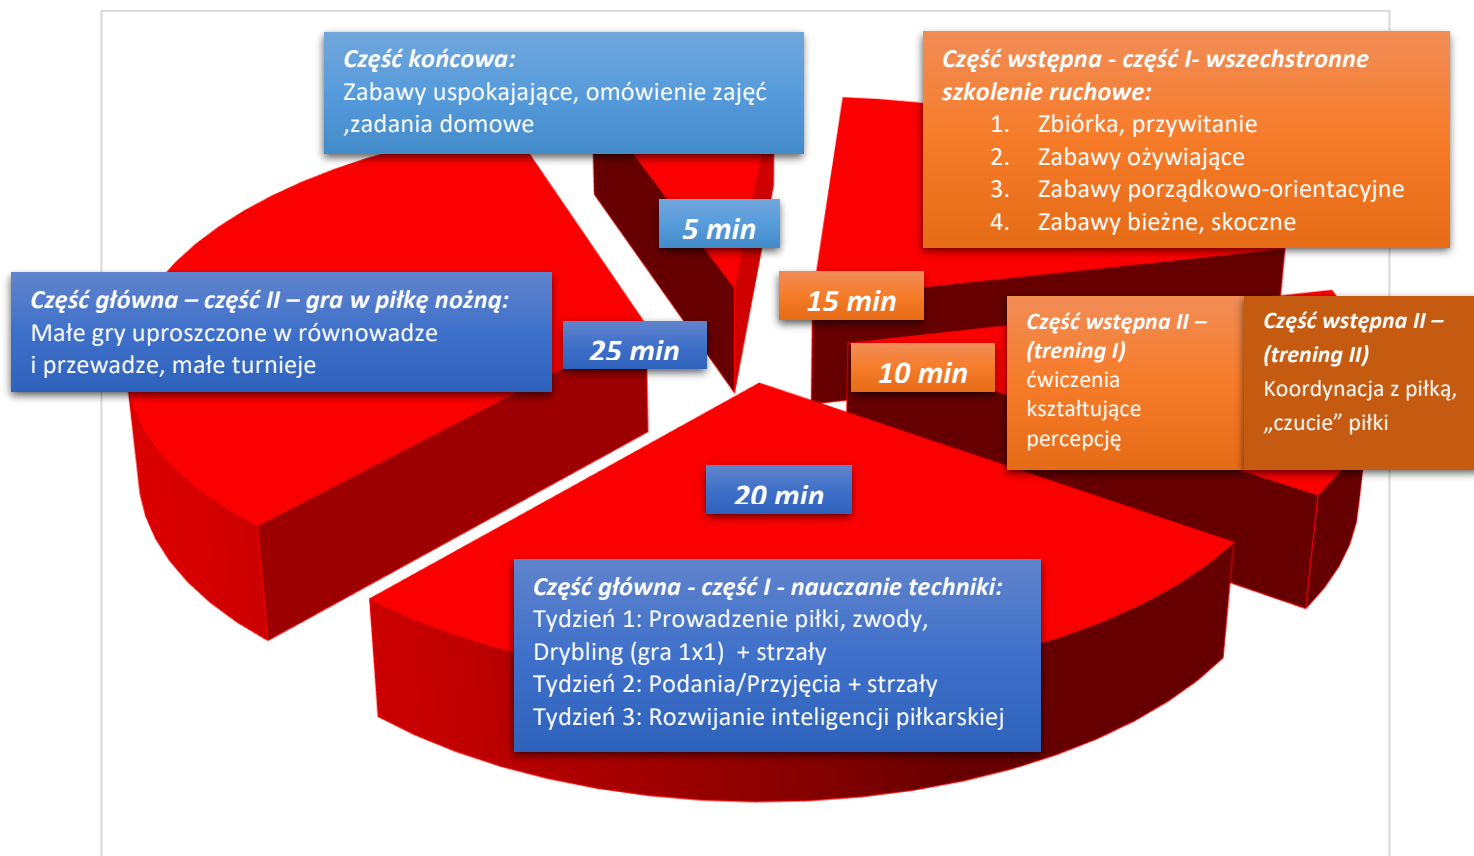 Część końcowa:
Zabawy uspokajające, omówienie zajęć
,zadania domowe
5 min
Część wstępna - część I- wszechstronne
szkolenie ruchowe:
1. Zbiórka, przywitanie
2. Zabawy ożywiające
3. Zabawy porządkowo-orientacyjne
4. Zabawy bieżne, skoczne
15 min
Część wstępna II –
(trening I)
ćwiczenia
kształtujące
percepcję
Część wstępna II –
(trening II)
Koordynacja z piłką,
„czucie” piłki
10 min
Część główna – część II – gra w piłkę nożną:
Małe gry uproszczone w równowadze
i przewadze, małe turnieje
25 min
20 min
Część główna - część I - nauczanie techniki:
Tydzień 1: Prowadzenie piłki, zwody,
Drybling (gra 1x1) + strzały
Tydzień 2: Podania/Przyjęcia + strzały
Tydzień 3: Rozwijanie inteligencji piłkarskiej